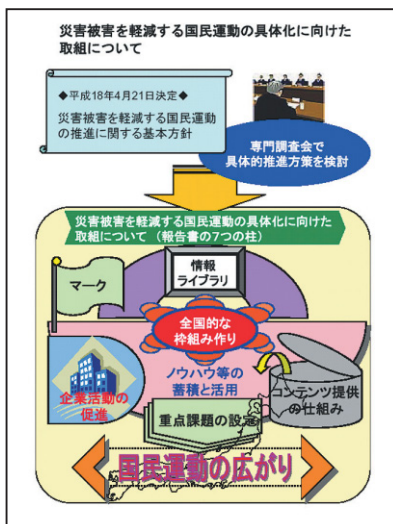 災害被害を軽減する国民運動の具体化に向けた
取組について
◆平成18年4月21日決定◆
災害被害を軽減する国民運動
の推進に関する基本方針
専門調査会で
具体的推進方策を検討
災害被害を軽減する国民運動の具体化に向けた
取組について（報告書の7つの柱）
情報
ライブラリ
マーク
全国的な
枠組み作り
ノウハウ等の
蓄積と活用
企業活動の
促進
コンテンツ提供
の仕組み
重点課題の設定
国民運動の広がり